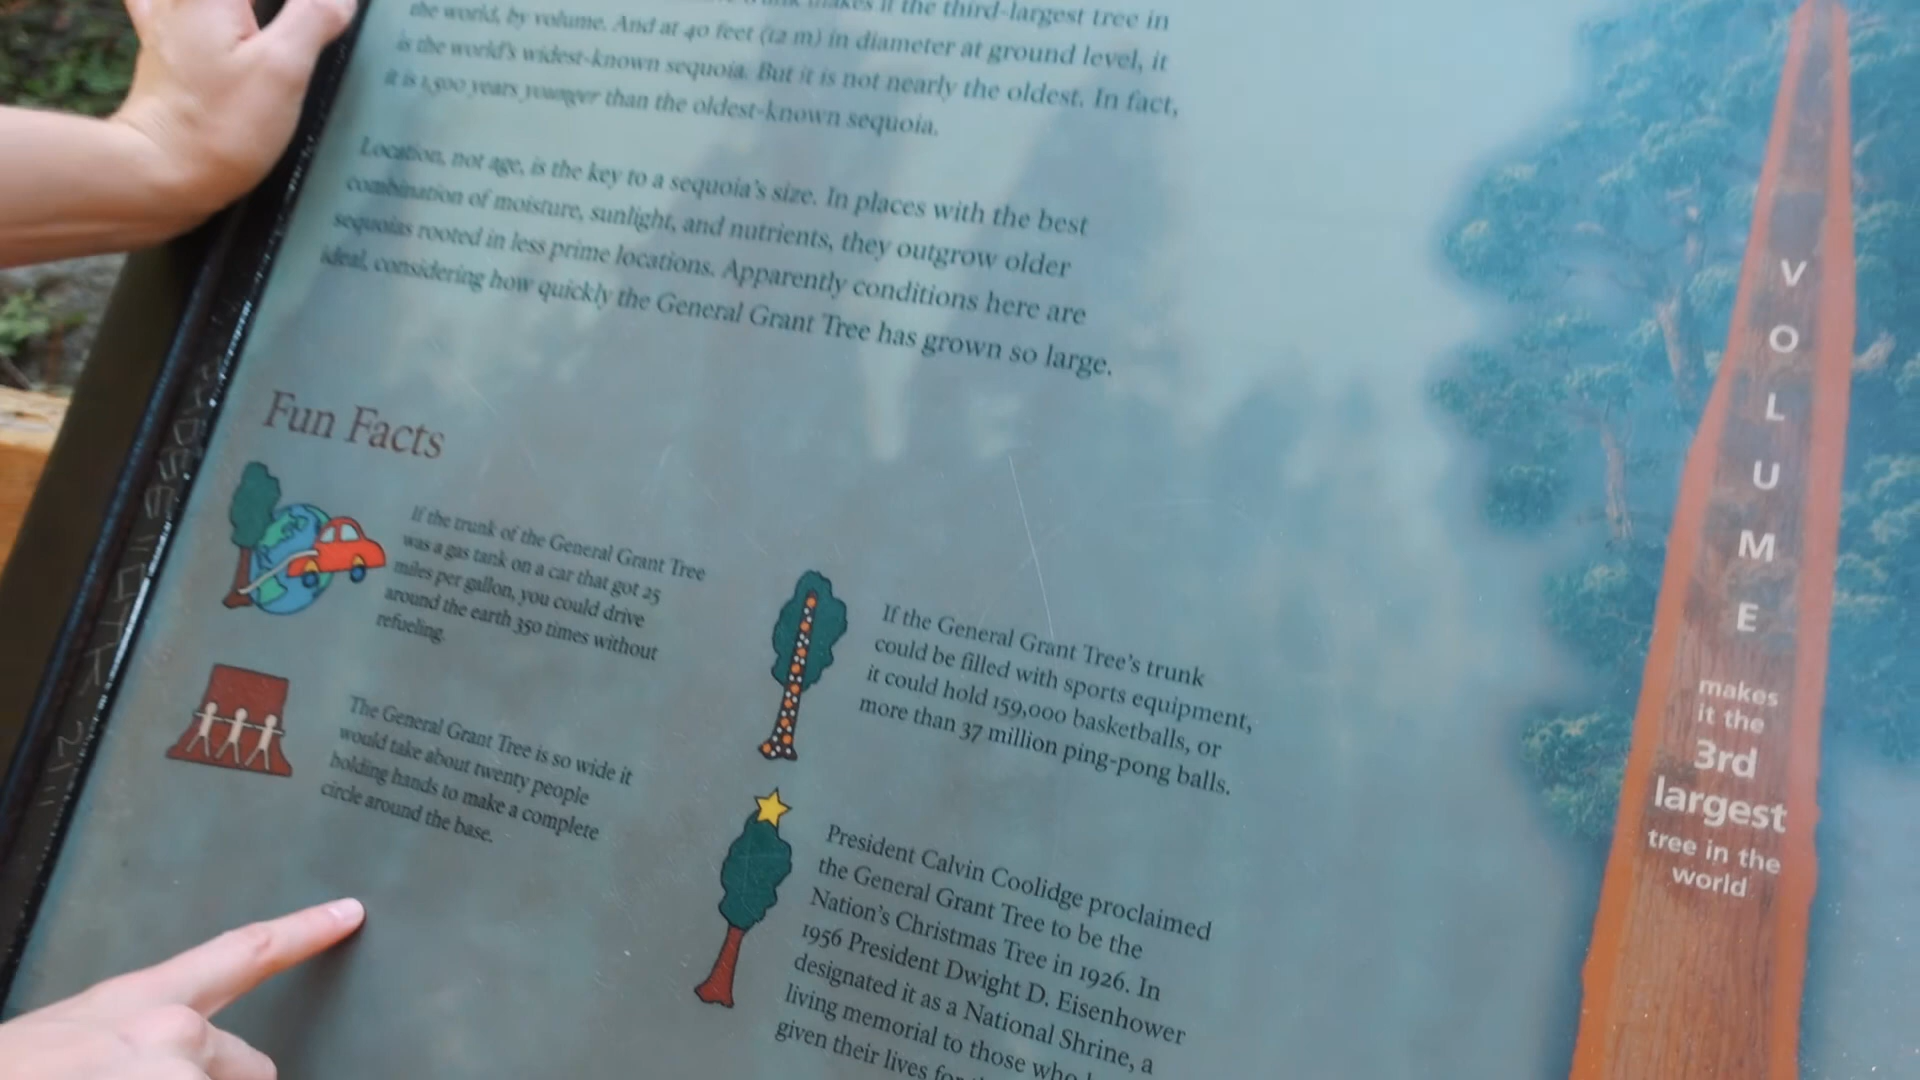 makes it the third-largest tree in
the world, by volume. And at 40 feet (12 m) in diameter at ground level, it
is the world's widest-known sequoia. But it is not nearly the oldest. In fact,
it is 1,500 years younger than the oldest-known sequoia.
Location, not age, is the key to a sequoia's size. In places with the best
combination of moisture, sunlight, and nutrients, they outgrow older
sequoias rooted in less prime locations. Apparently conditions here are
ideal, considering how quickly the General Grant Tree has grown so large.
Fun Facts
If the trunk of the General Grant Tree
was a gas tank on a car that got 25
miles per gallon, you could drive
around the earth 350 times without
refueling.
The General Grant Tree is so wide it
would take about twenty people
holding hands to make a complete
circle around the base.
If the General Grant Tree's trunk
could be filled with sports equipment,
it could hold 159,000 basketballs, or
more than 37 million ping-pong balls.
President Calvin Coolidge proclaimed
the General Grant Tree to be the
Nation's Christmas Tree in 1926. In
1956 President Dwight D. Eisenhower
designated it as a National Shrine, a
living memorial to those who
given their lives for
VOLUME
makes
it the
3rd
largest
tree in the
world